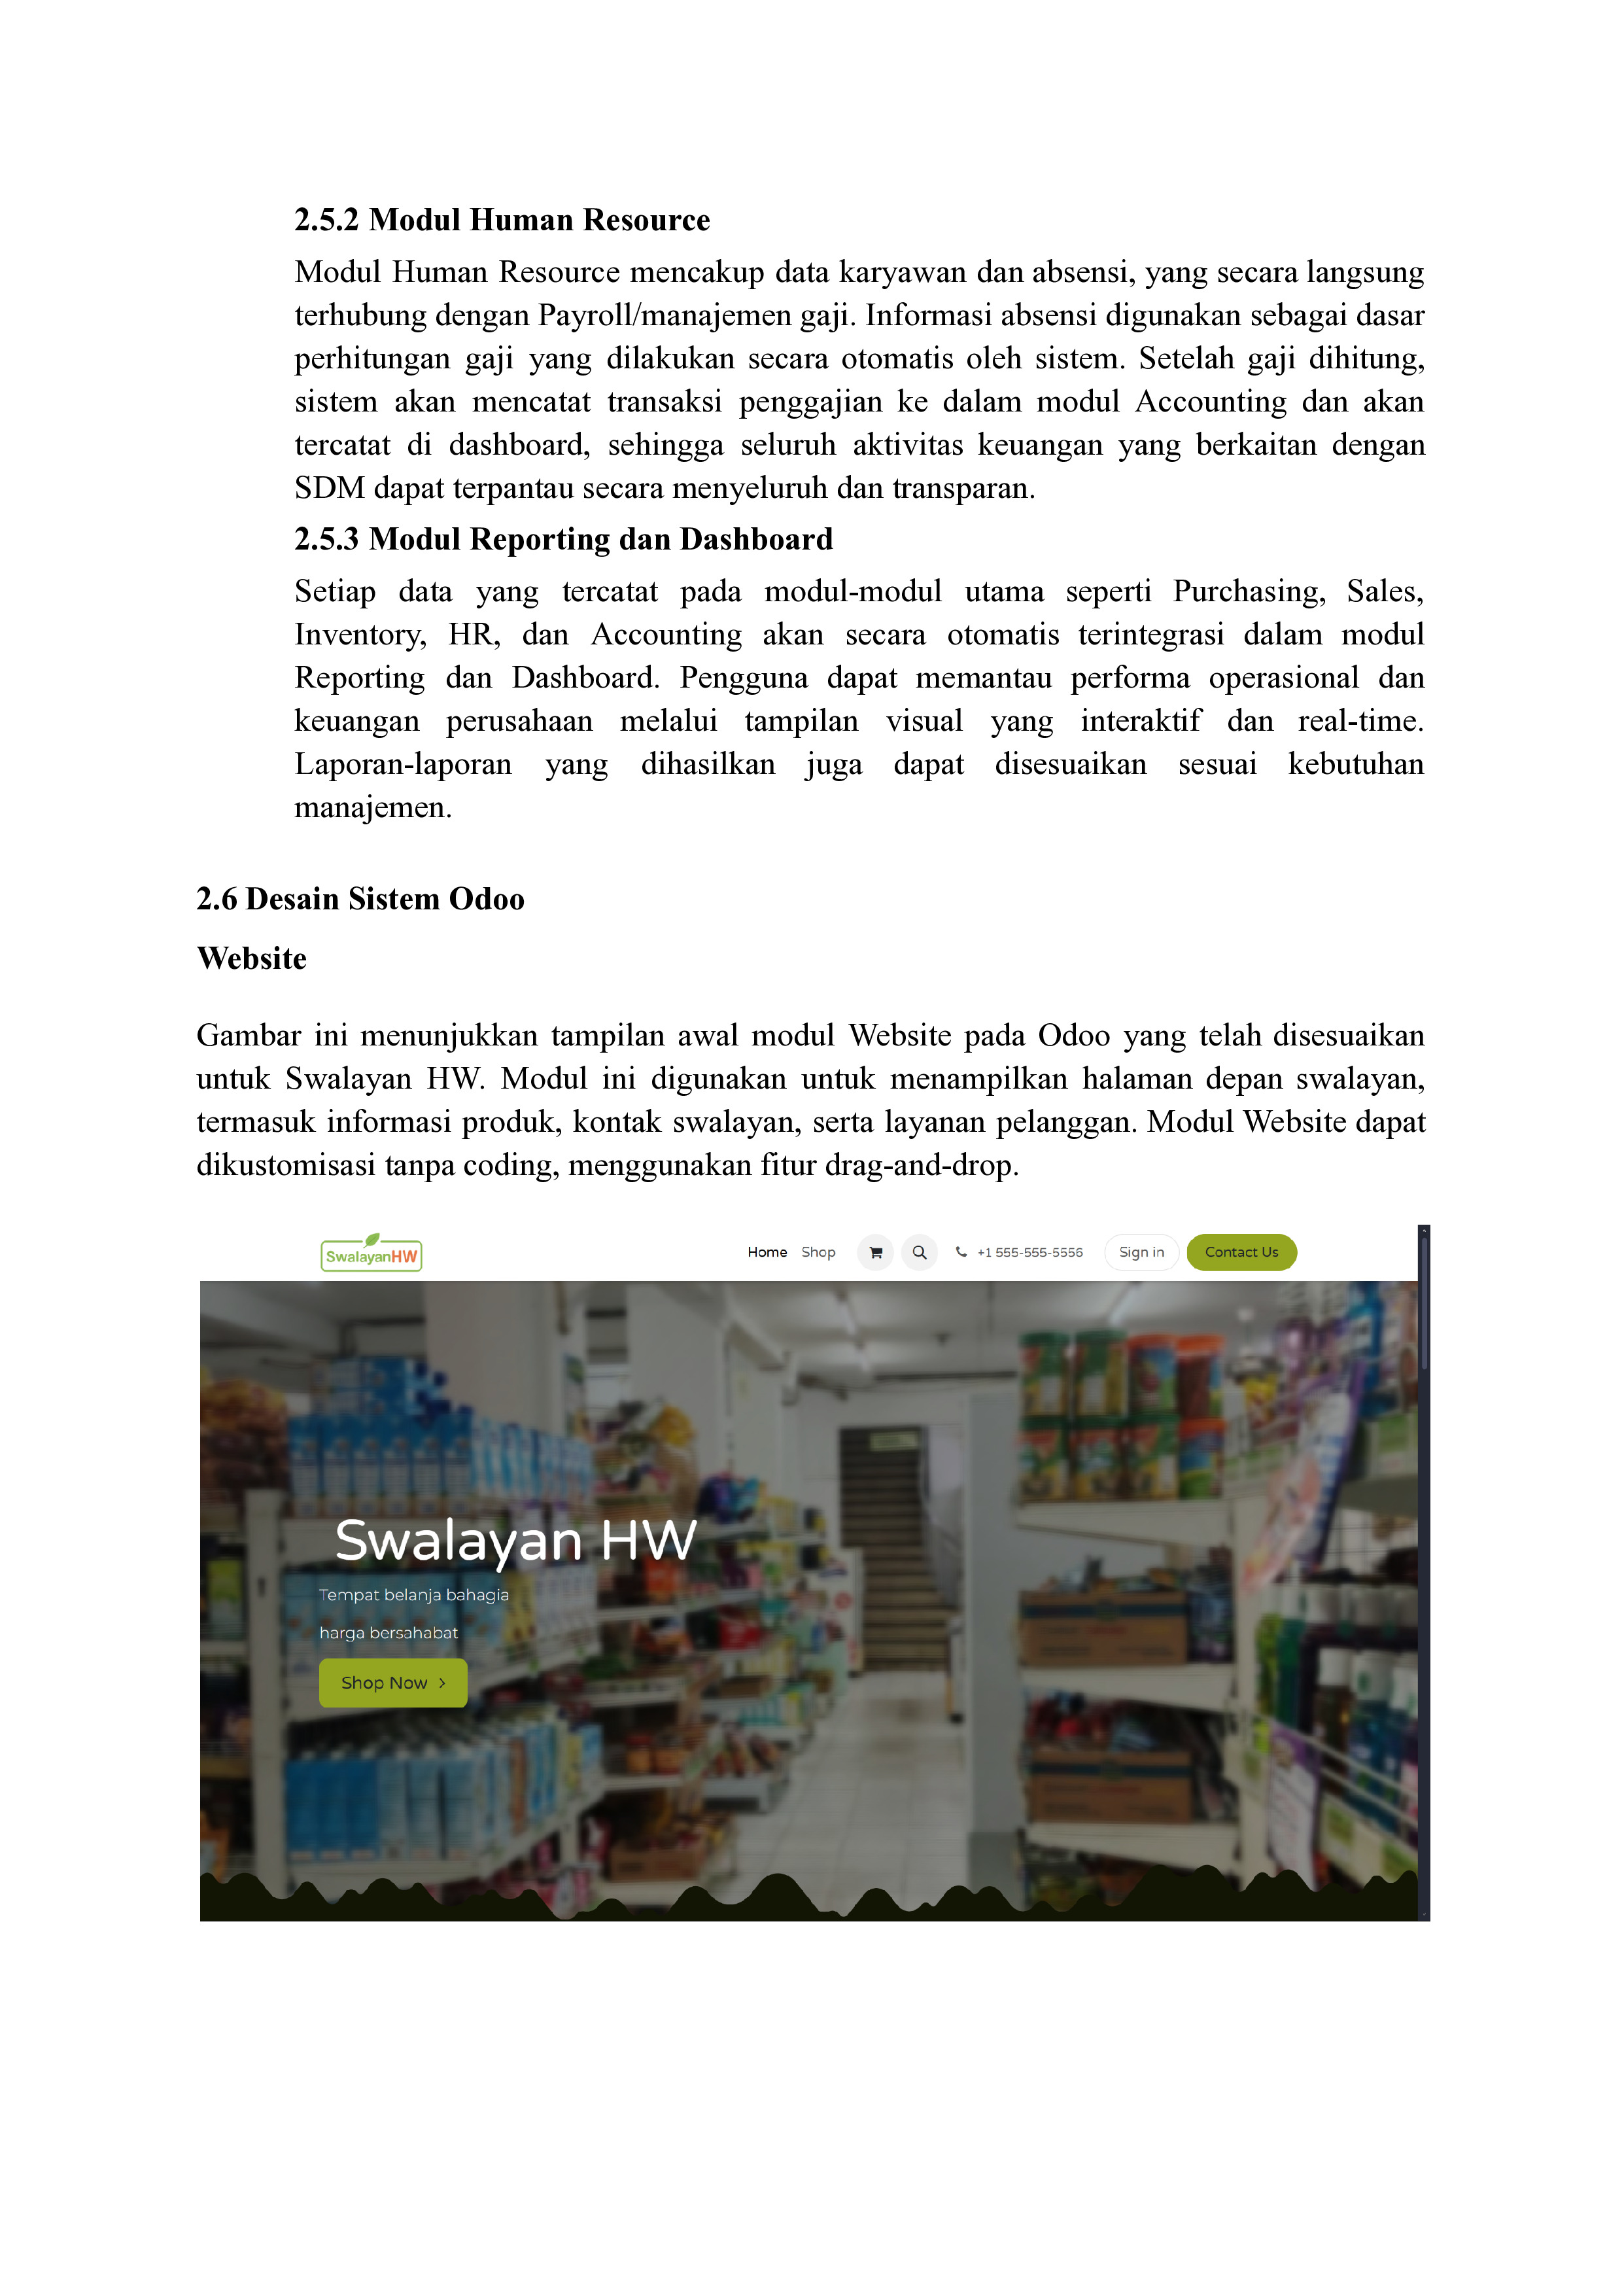 2.5.2 Modul Human Resource
Modul Human Resource mencakup data karyawan dan absensi, yang secara langsung
terhubung dengan Payroll/manajemen gaji. Informasi absensi digunakan sebagai dasar
perhitungan gaji yang dilakukan secara otomatis oleh sistem. Setelah gaji dihitung,
sistem akan mencatat transaksi penggajian ke dalam modul Accounting dan akan
tercatat di dashboard, sehingga seluruh aktivitas keuangan yang berkaitan dengan
SDM dapat terpantau secara menyeluruh dan transparan.
2.5.3 Modul Reporting dan Dashboard
Setiap data yang tercatat pada modul-modul utama seperti Purchasing, Sales,
Inventory, HR, dan Accounting akan secara otomatis terintegrasi dalam modul
Reporting dan Dashboard. Pengguna dapat memantau performa operasional dan
keuangan perusahaan melalui tampilan visual yang interaktif dan real-time.
Laporan-laporan yang dihasilkan juga dapat disesuaikan sesuai kebutuhan
manajemen.
2.6 Desain Sistem Odoo
Website
Gambar ini menunjukkan tampilan awal modul Website pada Odoo yang telah disesuaikan
untuk Swalayan HW. Modul ini digunakan untuk menampilkan halaman depan swalayan,
termasuk informasi produk, kontak swalayan, serta layanan pelanggan. Modul Website dapat
dikustomisasi tanpa coding, menggunakan fitur drag-and-drop.
SwalayanHW Home Shop +1 555-555-5556 Sign in Contact Us
Swalayan HW
Tempat belanja bahagia
harga bersahabat
Shop Now